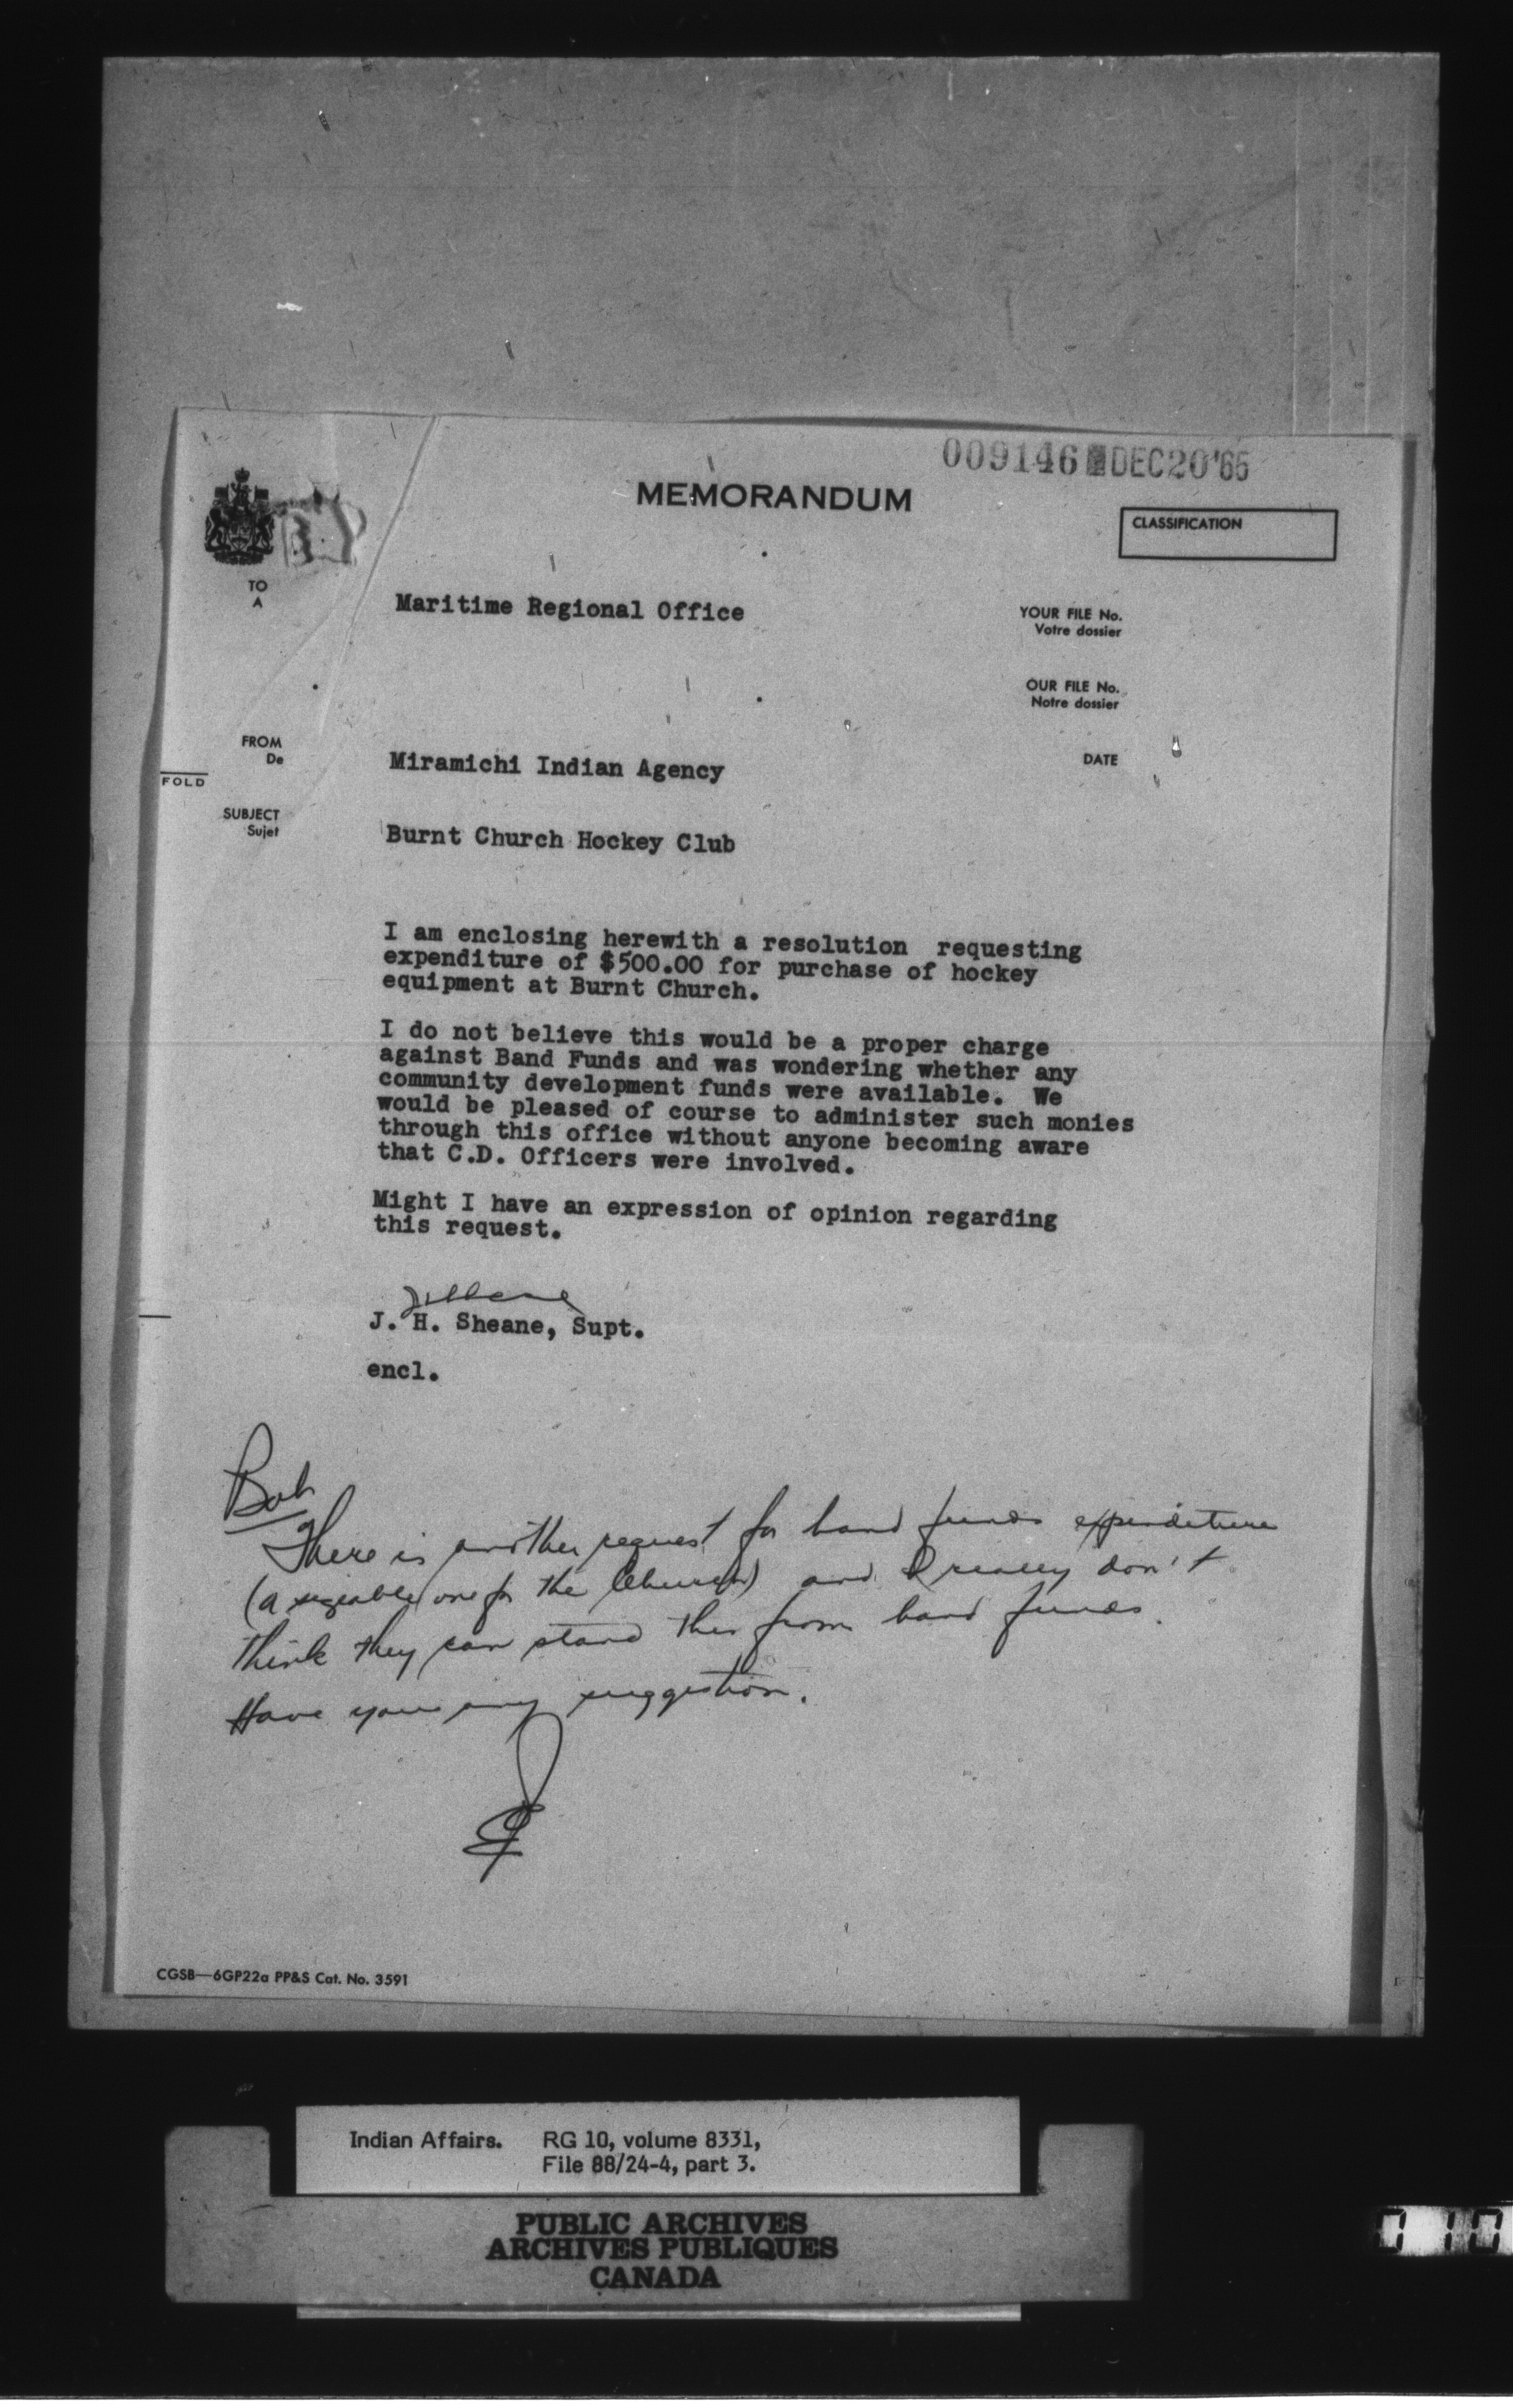 009146 DEC20'65
MEMORANDUM
CLASSIFICATION
TO
A
Maritime Regional Office
YOUR FILE No.
Votre dossier
OUR FILE No.
Notre dossier
FROM
De
Miramichi Indian Agency
DATE
FOLD
SUBJECT
Sujet
Burnt Church Hockey Club
I am enclosing herewith a resolution requesting
expenditure of $500.00 for purchase of hockey
equipment at Burnt Church.
I do not believe this would be a proper charge
against Band Funds and was wondering whether any
community development funds were available. We
would be pleased of course to administer such monies
through this office without anyone becoming aware
that C.D. Officers were involved.
Might I have an expression of opinion regarding
this request.
J. H. Sheane, Supt.
encl.
Bob
There is another request for band funds expenditure
(a sizeable one for the Church) and I really don't
think they can stand this from band funds.
Have you any suggestion.
CGSB—6GP22a PP&S Cat. No. 3591
Indian Affairs. RG 10, volume 8331,
File 88/24-4, part 3.
PUBLIC ARCHIVES
ARCHIVES PUBLIQUES
CANADA